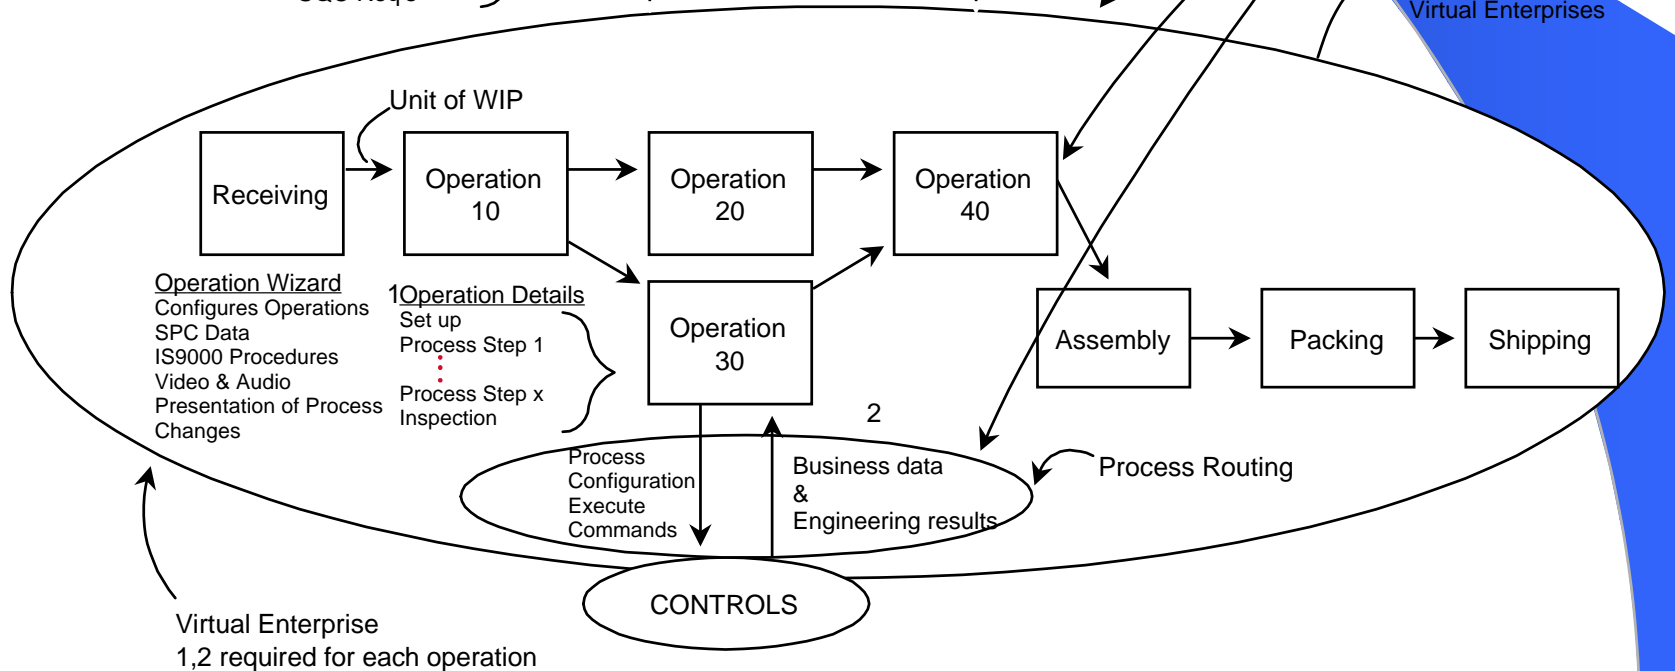 Virtual Enterprises
Unit of WIP
Receiving
Operation
10
Operation
20
Operation
40
Operation Wizard
Configures Operations
SPC Data
IS9000 Procedures
Video & Audio
Presentation of Process
Changes
1
Operation Details
Set up
Process Step 1
Process Step x
Inspection
Operation
30
Assembly
Packing
Shipping
2
Process
Configuration
Execute
Commands
Business data
&
Engineering results
Process Routing
CONTROLS
Virtual Enterprise
1,2 required for each operation